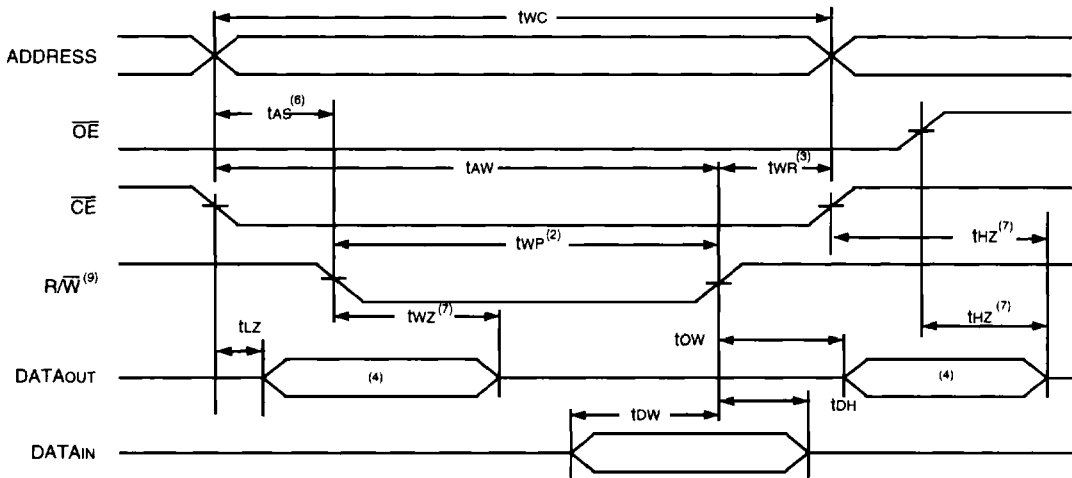 tWC
ADDRESS
tAS(6)
OE
tAW
tWR(3)
CE
tWP(2)
tHZ(7)
R/W(9)
tWZ(7)
tHZ(7)
tLZ
tOW
DATAOUT
(4)
(4)
tDW
tDH
DATAIN